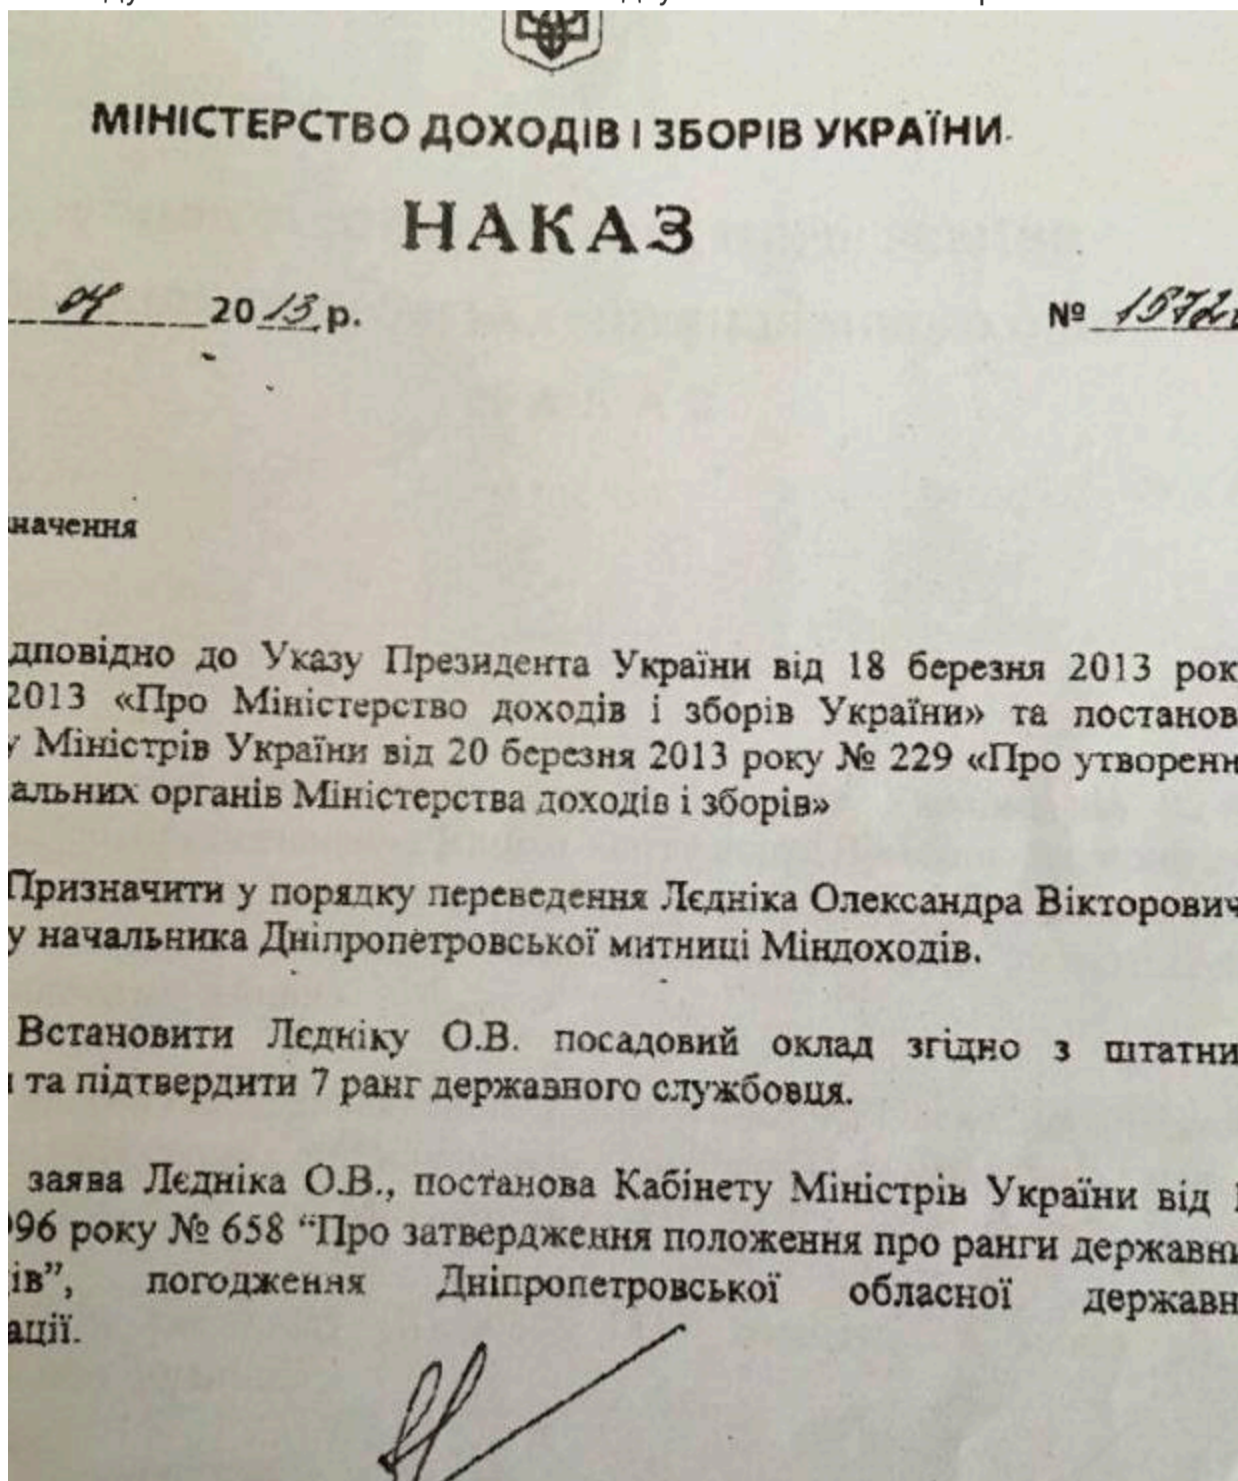 МІНІСТЕРСТВО ДОХОДІВ І ЗБОРІВ УКРАЇНИ
НАКАЗ
04 2013 р. № 1572
значення
дповідно до Указу Президента України від 18 березня 2013 рок
2013 «Про Міністерство доходів і зборів України» та постанов
у Міністрів України від 20 березня 2013 року № 229 «Про утворенн
альних органів Міністерства доходів і зборів»
Призначити у порядку переведення Лєдніка Олександра Вікторович
у начальника Дніпропетровської митниці Міндоходів.
Встановити Лєдніку О.В. посадовий оклад згідно з штатни
та підтвердити 7 ранг державного службовця.
заява Лєдніка О.В., постанова Кабінету Міністрів України від
96 року № 658 “Про затвердження положення про ранги державни
ів”, погодження Дніпропетровської обласної державн
ації.